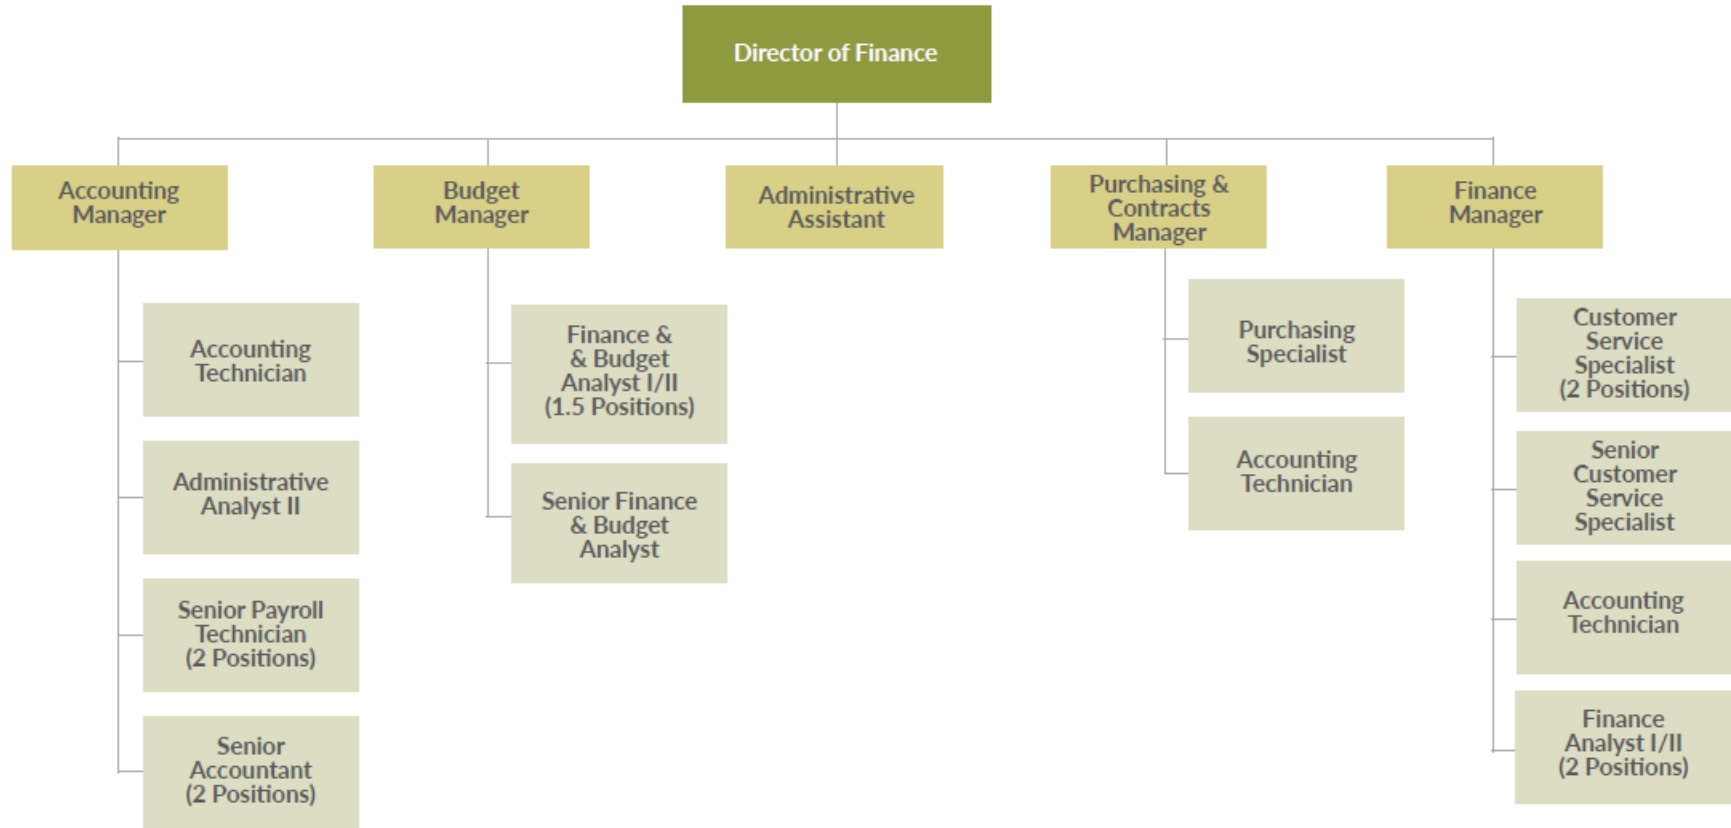 Director of Finance
Accounting
Manager
Budget
Manager
Administrative
Assistant
Purchasing &
Contracts
Manager
Finance
Manager
Accounting
Technician
Administrative
Analyst II
Senior Payroll
Technician
(2 Positions)
Senior
Accountant
(2 Positions)
Finance &
& Budget
Analyst I/II
(1.5 Positions)
Senior Finance
& Budget
Analyst
Purchasing
Specialist
Accounting
Technician
Customer
Service
Specialist
(2 Positions)
Senior
Customer
Service
Specialist
Accounting
Technician
Finance
Analyst I/II
(2 Positions)